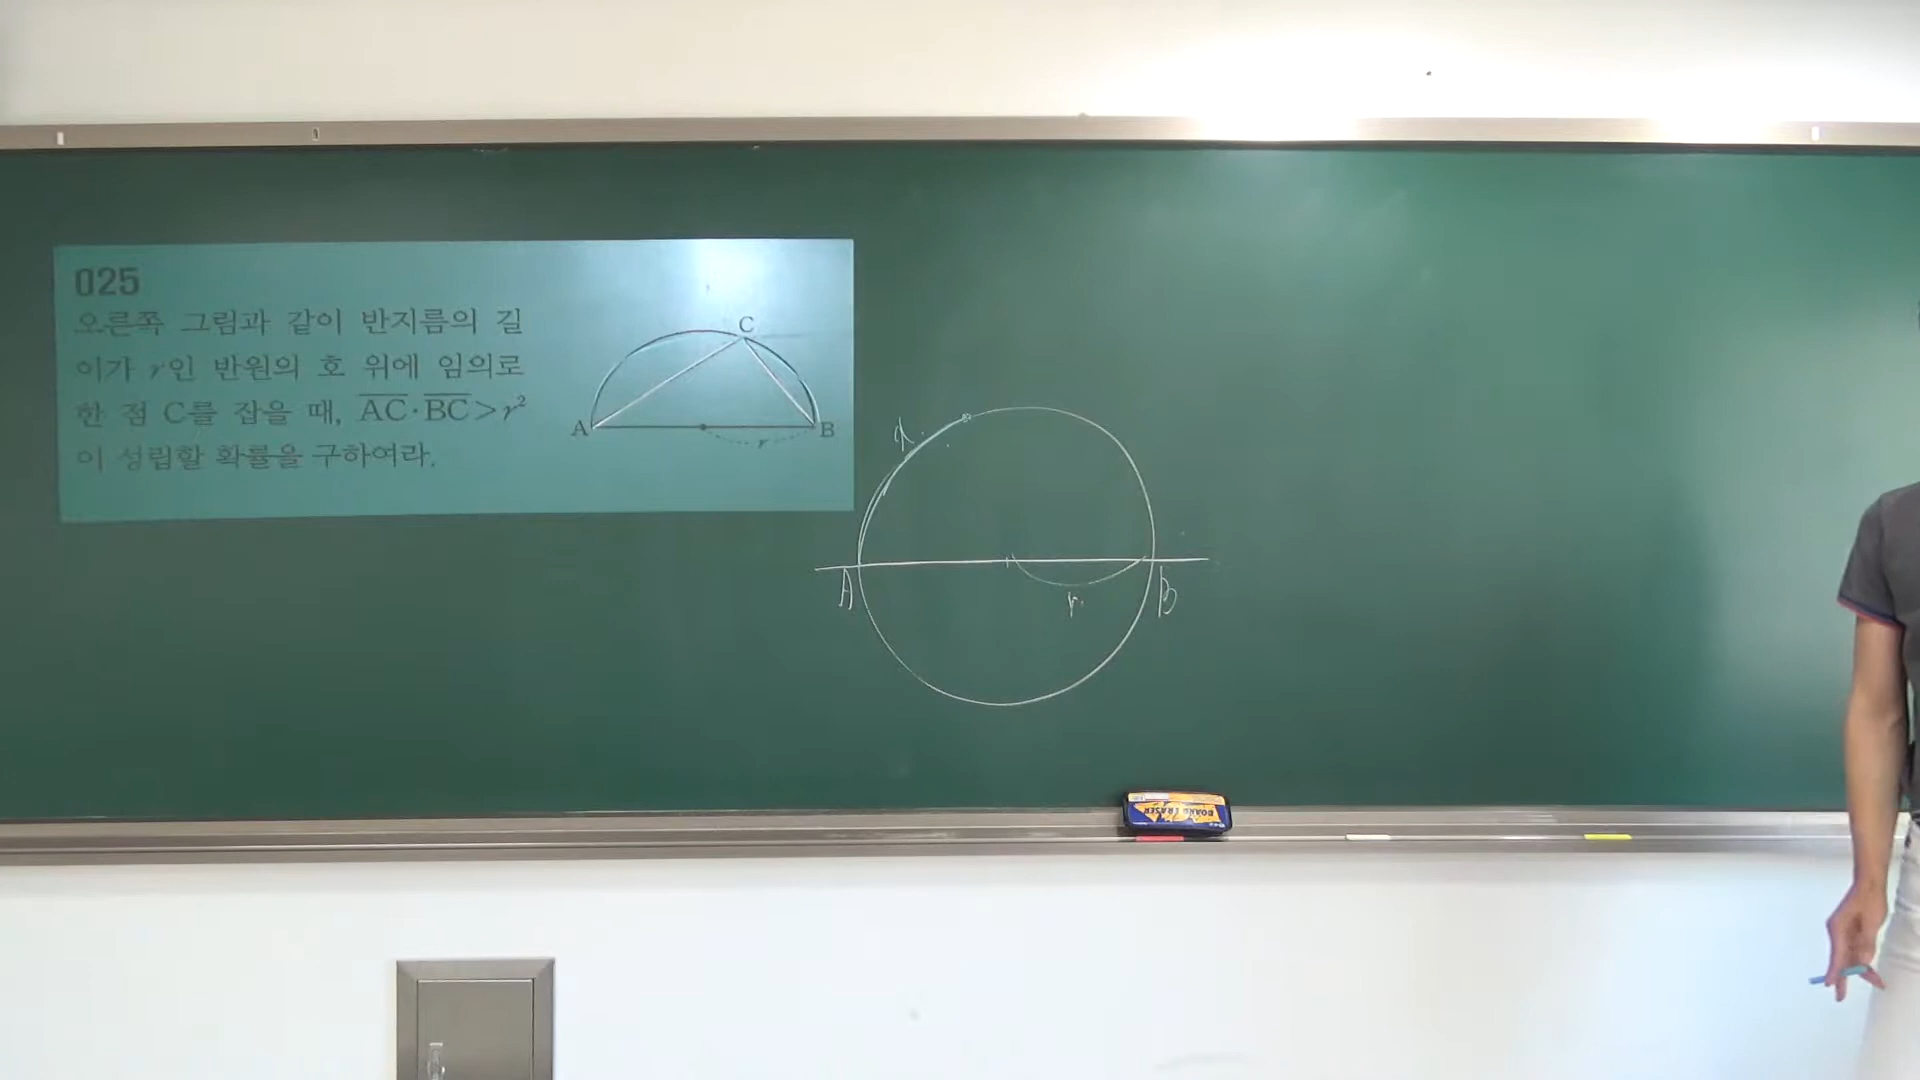 025
오른쪽 그림과 같이 반지름의 길
이가 r인 반원의 호 위에 임의로
한 점 C를 잡을 때, AC·BC>r²
이 성립할 확률을 구하여라.
C
A
B
r
A
r
B
BOARD ERASER